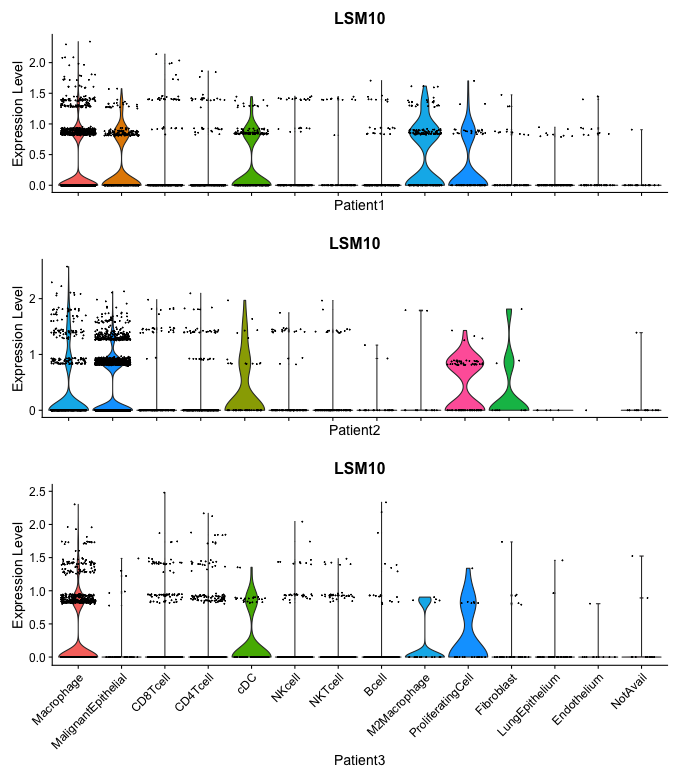 LSM10
Expression Level
2.0
1.5
1.0
0.5
0.0
Patient1
LSM10
Expression Level
2
1
0
Patient2
LSM10
Expression Level
2.5
2.0
1.5
1.0
0.5
0.0
Macrophage
MalignantEpithelial
CD8Tcell
CD4Tcell
cDC
NKcell
NKTcell
Bcell
M2Macrophage
ProliferatingCell
Fibroblast
LungEpithelium
Endothelium
NotAvail
Patient3